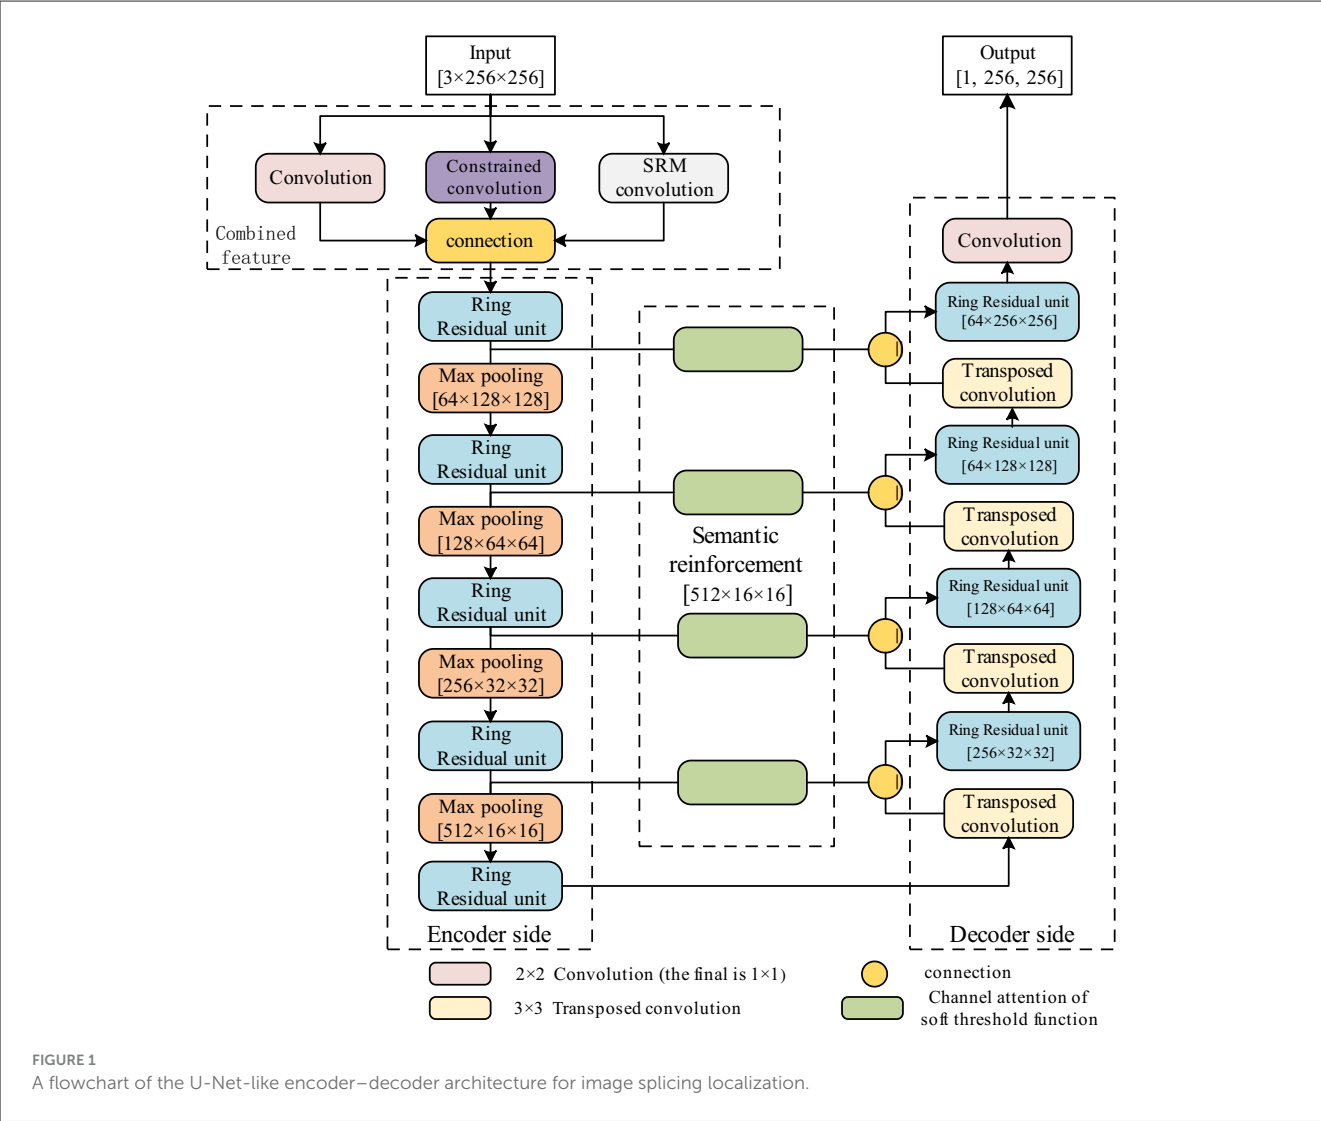 Input
[3×256×256]
Output
[1, 256, 256]
Convolution
Constrained
convolution
SRM
convolution
connection
Combined
feature
Ring
Residual unit
Max pooling
[64×128×128]
Ring
Residual unit
Max pooling
[128×64×64]
Ring
Residual unit
Max pooling
[256×32×32]
Ring
Residual unit
Max pooling
[512×16×16]
Ring
Residual unit
Encoder side
Semantic
reinforcement
[512×16×16]
Convolution
Ring Residual unit
[64×256×256]
Transposed
convolution
Ring Residual unit
[64×128×128]
Transposed
convolution
Ring Residual unit
[128×64×64]
Transposed
convolution
Ring Residual unit
[256×32×32]
Transposed
convolution
Decoder side
2×2 Convolution (the final is 1×1)
3×3 Transposed convolution
connection
Channel attention of
soft threshold function
FIGURE 1
A flowchart of the U-Net-like encoder–decoder architecture for image splicing localization.